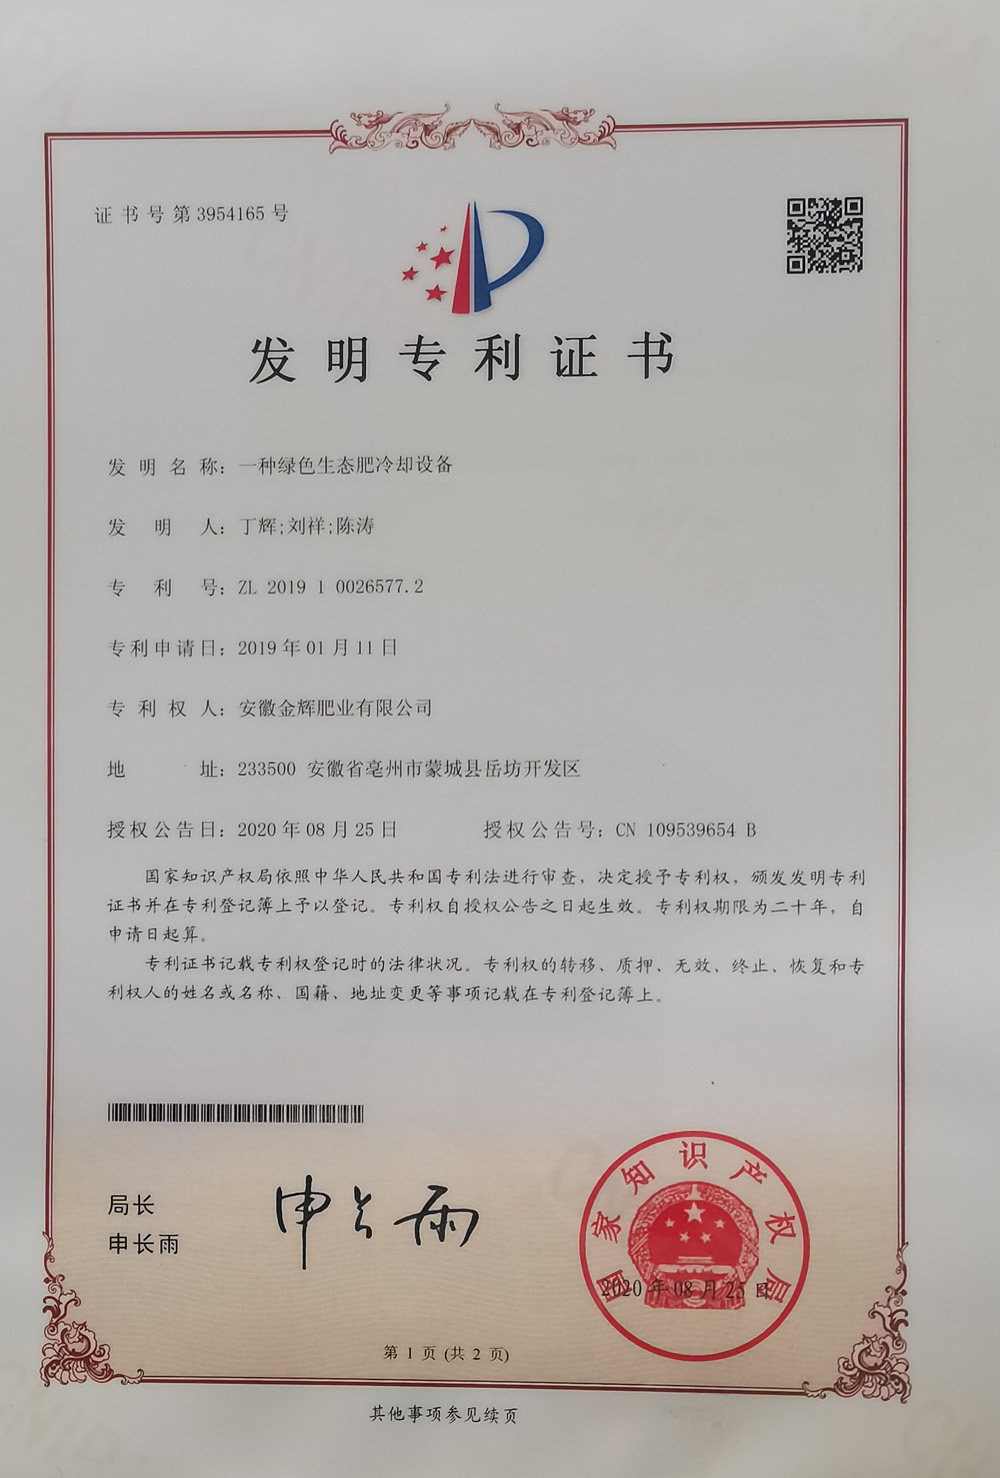 证书号第3954165号
发明专利证书
发明名称：一种绿色生态肥冷却设备
发明人：丁辉;刘祥;陈涛
专利号：ZL 2019 1 0026577.2
专利申请日：2019年01月11日
专利权人：安徽金辉肥业有限公司
地址：233500 安徽省亳州市蒙城县岳坊开发区
授权公告日：2020年08月25日 授权公告号：CN 109539654 B
国家知识产权局依照中华人民共和国专利法进行审查，决定授予专利权，颁发发明专利
证书并在专利登记簿上予以登记。专利权自授权公告之日起生效。专利权期限为二十年，自
申请日起算。
专利证书记载专利权登记时的法律状况。专利权的转移、质押、无效、终止、恢复和专
利权人的姓名或名称、国籍、地址变更等事项记载在专利登记簿上。
局长
申长雨
申长雨
国家知识产权局
2020年08月25日
第 1 页 (共 2 页)
其他事项参见续页